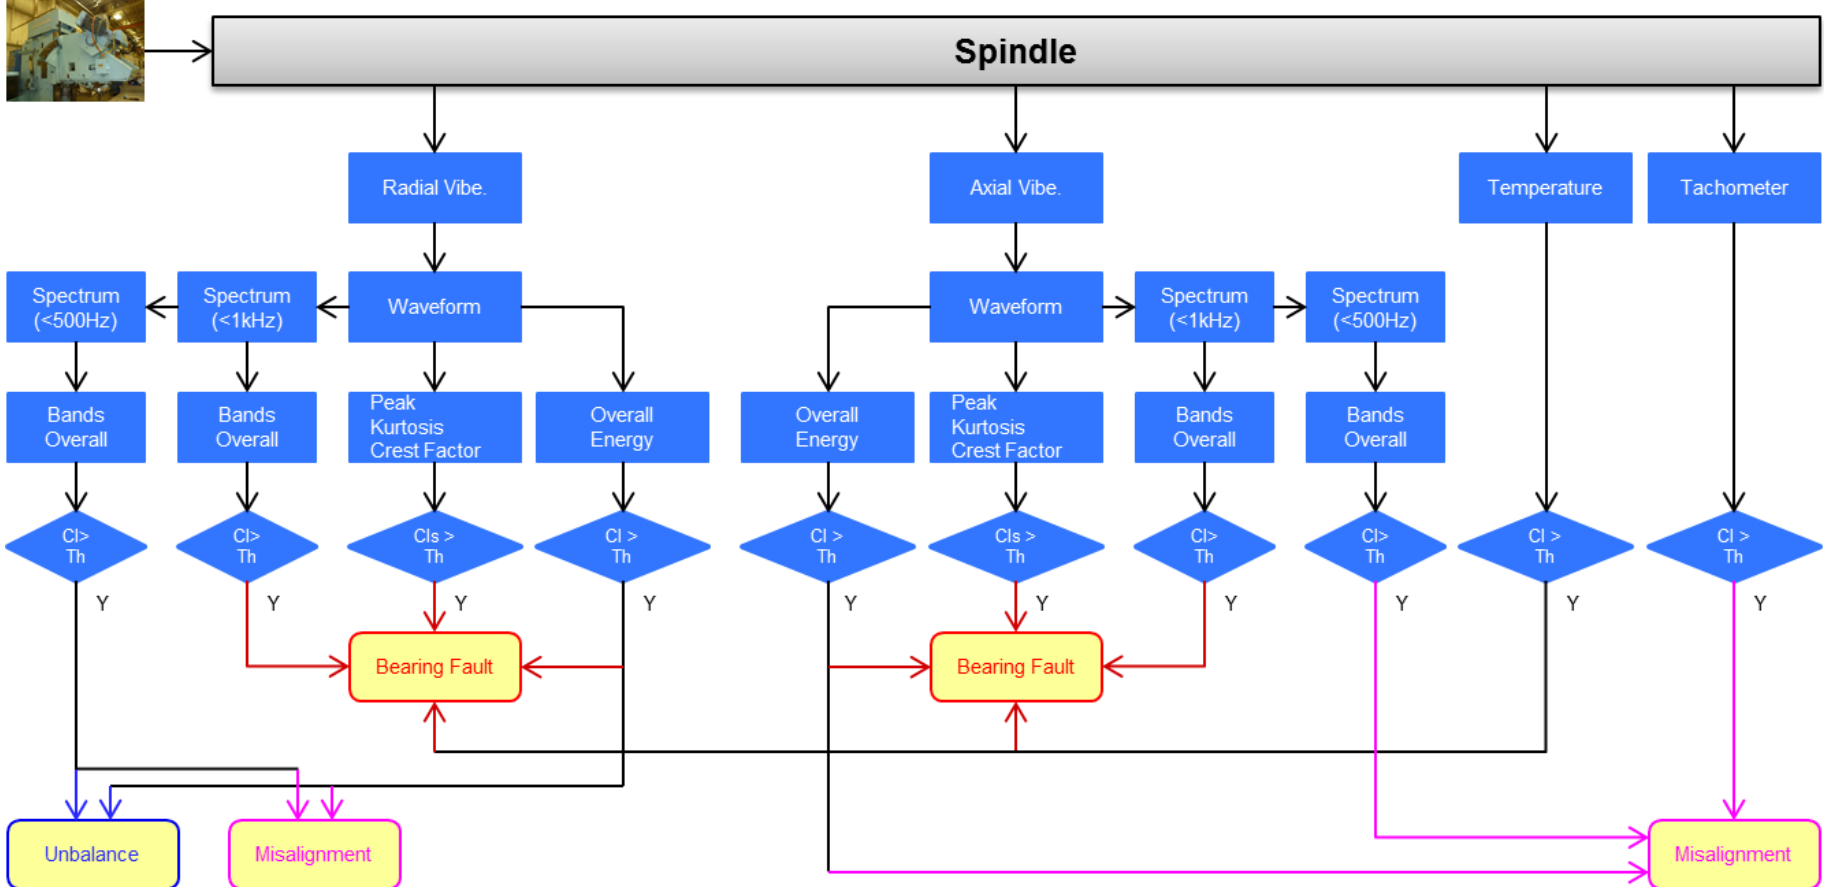 Spindle
Radial Vibe.
Axial Vibe.
Temperature
Tachometer
Spectrum
(<500Hz)
Spectrum
(<1kHz)
Waveform
Waveform
Spectrum
(<1kHz)
Spectrum
(<500Hz)
Bands
Overall
Bands
Overall
Peak
Kurtosis
Crest Factor
Overall
Energy
Overall
Energy
Peak
Kurtosis
Crest Factor
Bands
Overall
Bands
Overall
CI>
Th
CI>
Th
CIs >
Th
CI >
Th
CI >
Th
CIs >
Th
CI>
Th
CI>
Th
CI >
Th
CI >
Th
Y
Y
Y
Y
Y
Y
Y
Y
Y
Y
Bearing Fault
Bearing Fault
Unbalance
Misalignment
Misalignment